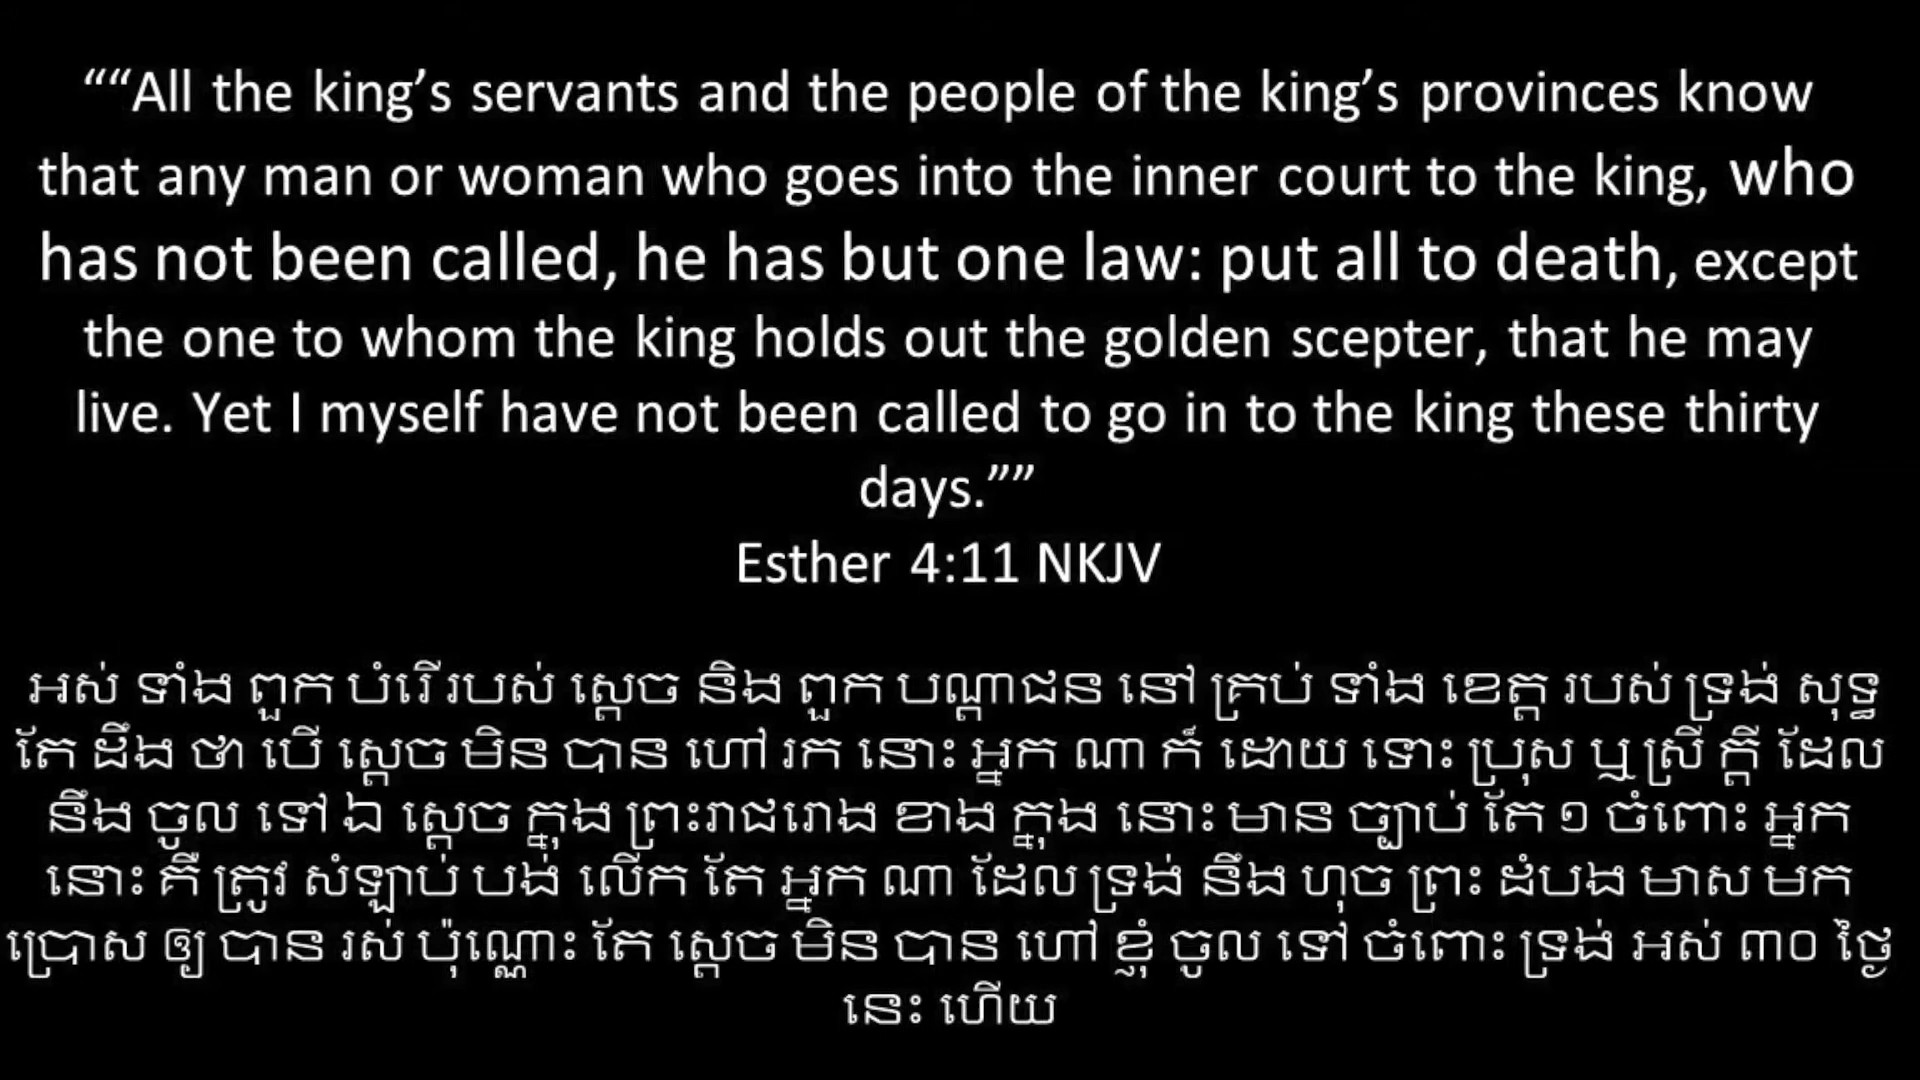 ““All the king’s servants and the people of the king’s provinces know
that any man or woman who goes into the inner court to the king, who
has not been called, he has but one law: put all to death, except
the one to whom the king holds out the golden scepter, that he may
live. Yet I myself have not been called to go in to the king these thirty
days.””
Esther 4:11 NKJV
អស់ ទាំង ពួក បំរើ របស់ ស្តេច និង ពួក បណ្តាជន នៅ គ្រប់ ទាំង ខេត្ត របស់ ទ្រង់ សុទ្ធ
តែ ដឹង ថា បើ ស្តេច មិន បាន ហៅ រក នោះ អ្នក ណា ក៏ ដោយ ទោះ ប្រុស ឬ ស្រី ក្តី ដែល
នឹង ចូល ទៅ ឯ ស្តេច ក្នុង ព្រះរាជរោង ខាង ក្នុង នោះ មាន ច្បាប់ តែ ១ ចំពោះ អ្នក
នោះ គឺ ត្រូវ សំឡាប់ បង់ លើក តែ អ្នក ណា ដែល ទ្រង់ នឹង ហុច ព្រះ ដំបង មាស មក
ប្រោស ឲ្យ បាន រស់ ប៉ុណ្ណោះ តែ ស្តេច មិន បាន ហៅ ខ្ញុំ ចូល ទៅ ចំពោះ ទ្រង់ អស់ ៣០ ថ្ងៃ
នេះ ហើយ